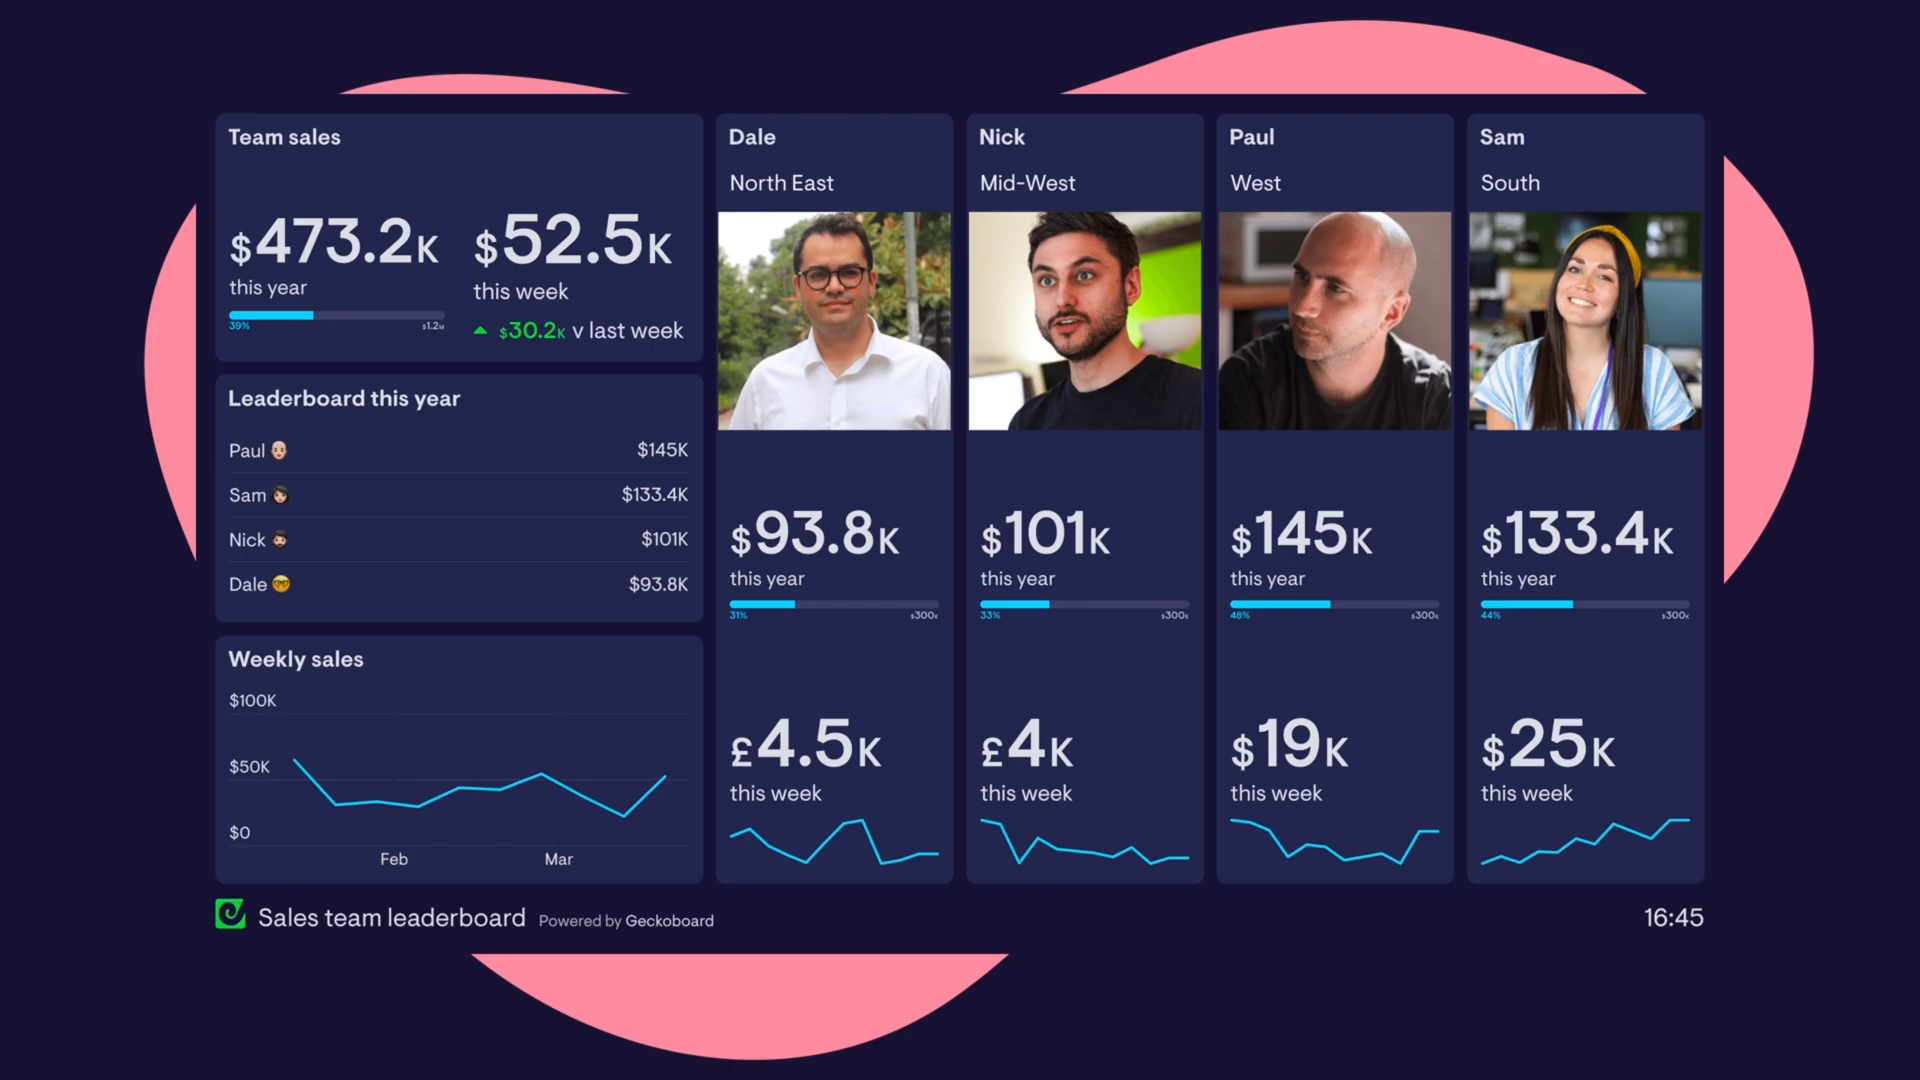 Team sales
$473.2K
this year
39% $1.2M
$52.5K
this week
$30.2K v last week
Leaderboard this year
Paul $145K
Sam $133.4K
Nick $101K
Dale $93.8K
Weekly sales
$100K
$50K
$0
Feb Mar
Dale
North East
$93.8K
this year
31% $300K
£4.5K
this week
Nick
Mid-West
$101K
this year
33% $300K
£4K
this week
Paul
West
$145K
this year
48% $300K
$19K
this week
Sam
South
$133.4K
this year
44% $300K
$25K
this week
Sales team leaderboard Powered by Geckoboard
16:45